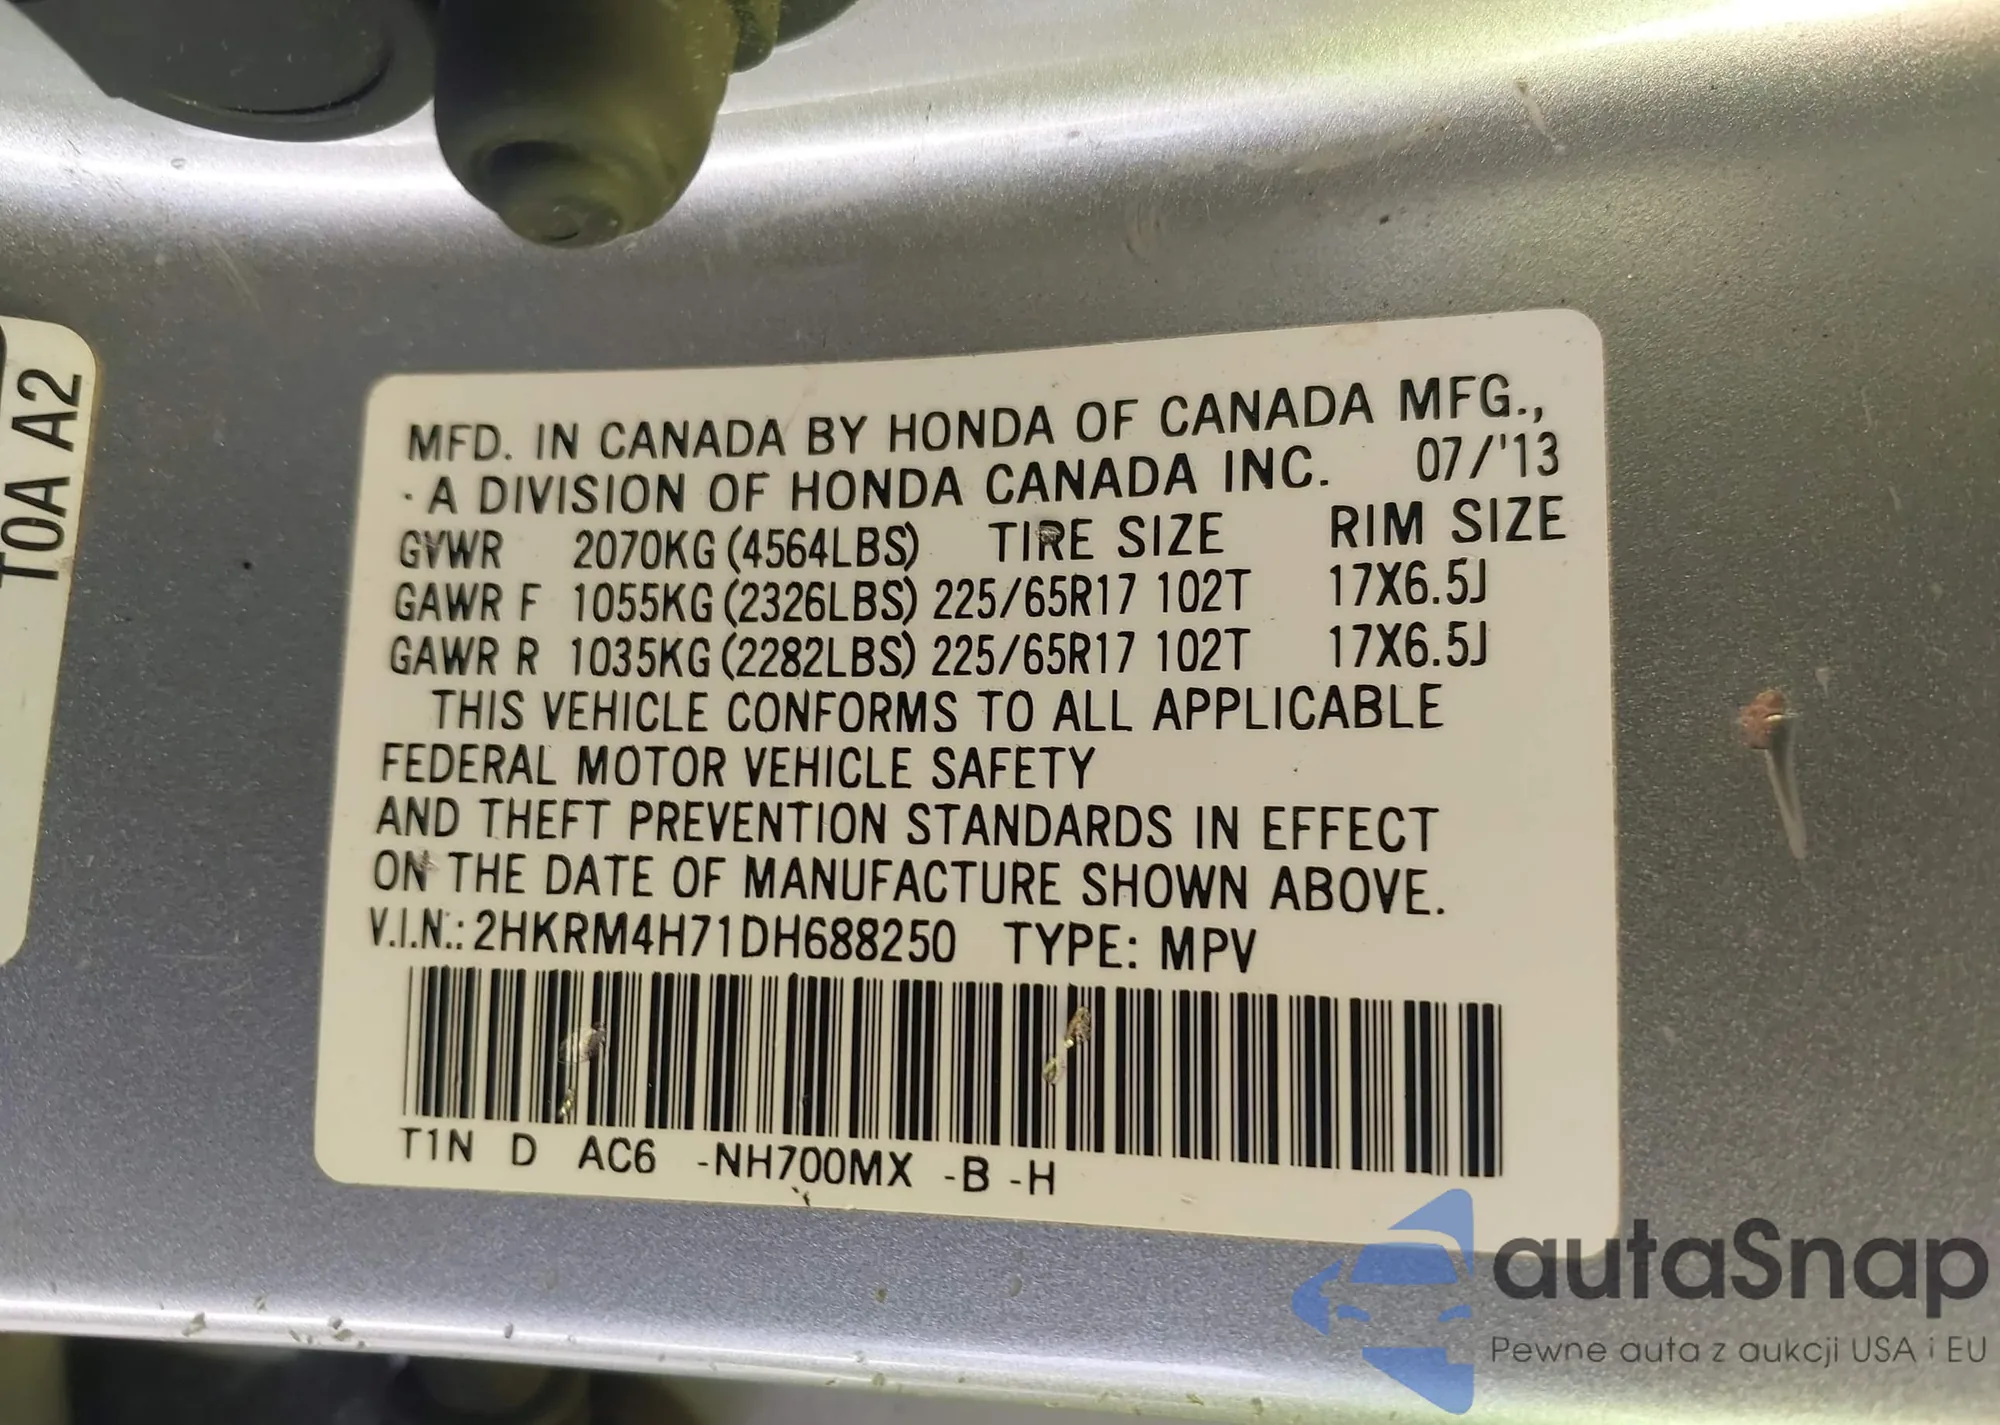 T0A A2
MFD. IN CANADA BY HONDA OF CANADA MFG.,
A DIVISION OF HONDA CANADA INC. 07/'13
GVWR 2070KG (4564LBS) TIRE SIZE RIM SIZE
GAWR F 1055KG (2326LBS) 225/65R17 102T 17X6.5J
GAWR R 1035KG (2282LBS) 225/65R17 102T 17X6.5J
THIS VEHICLE CONFORMS TO ALL APPLICABLE
FEDERAL MOTOR VEHICLE SAFETY
AND THEFT PREVENTION STANDARDS IN EFFECT
ON THE DATE OF MANUFACTURE SHOWN ABOVE.
V.I.N.: 2HKRM4H71DH688250 TYPE: MPV
T1N D AC6 -NH700MX -B -H
autaSnap
Pewne auta z aukcji USA i EU